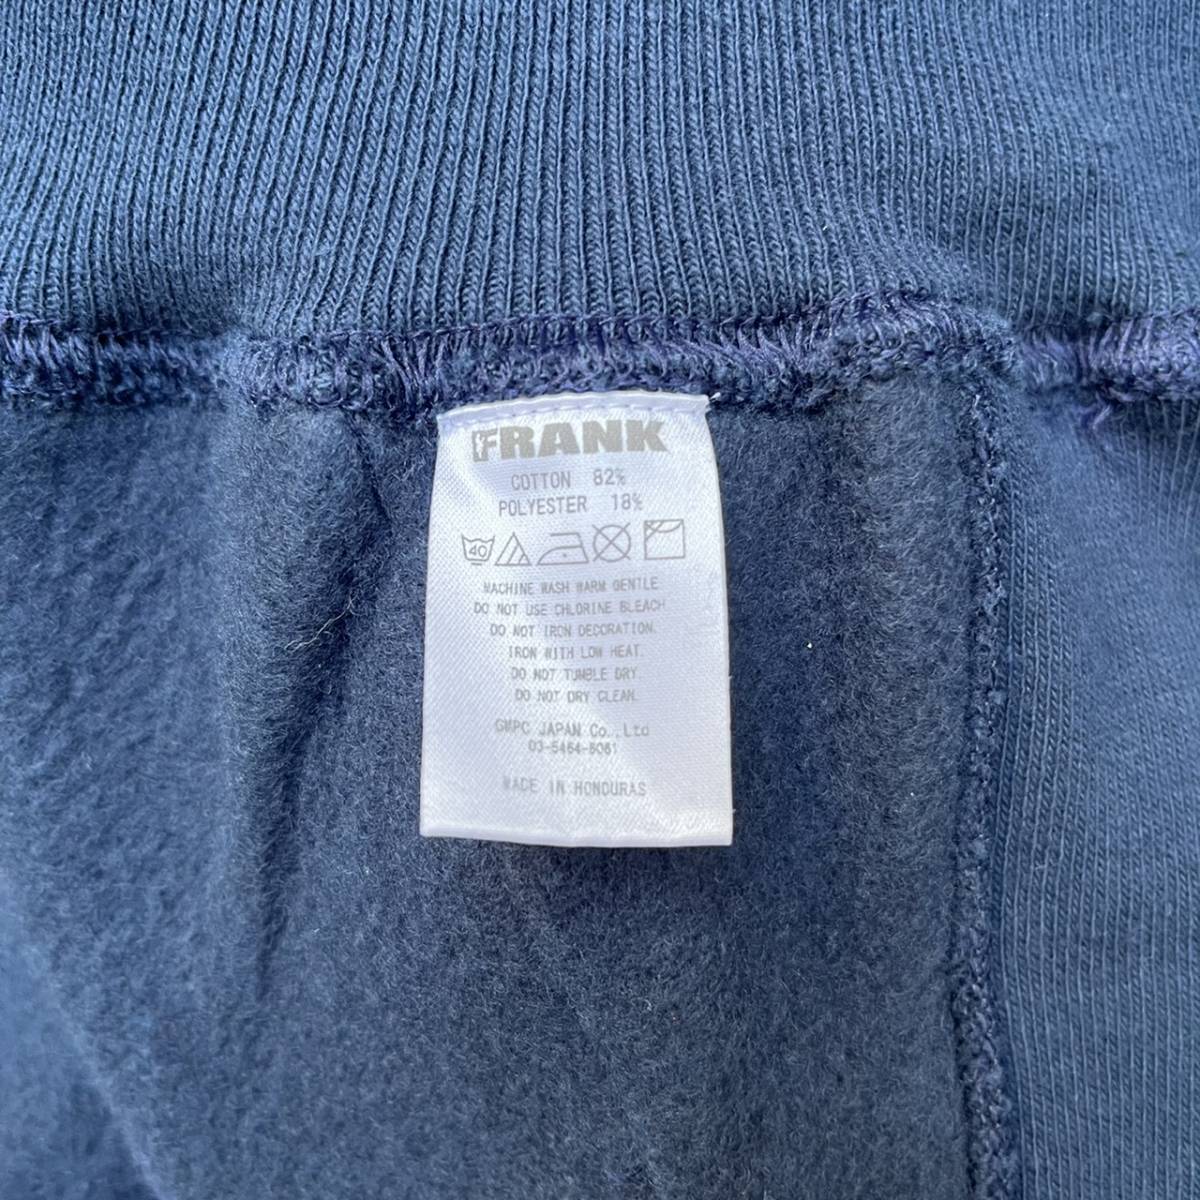 FRANK
COTTON 82%
POLYESTER 18%
40
MACHINE WASH WARM GENTLE
DO NOT USE CHLORINE BLEACH
DO NOT IRON DECORATION.
IRON WITH LOW HEAT.
DO NOT TUMBLE DRY.
DO NOT DRY CLEAN.
GMPC JAPAN Co.,Ltd
03-5464-8061
MADE IN HONDURAS